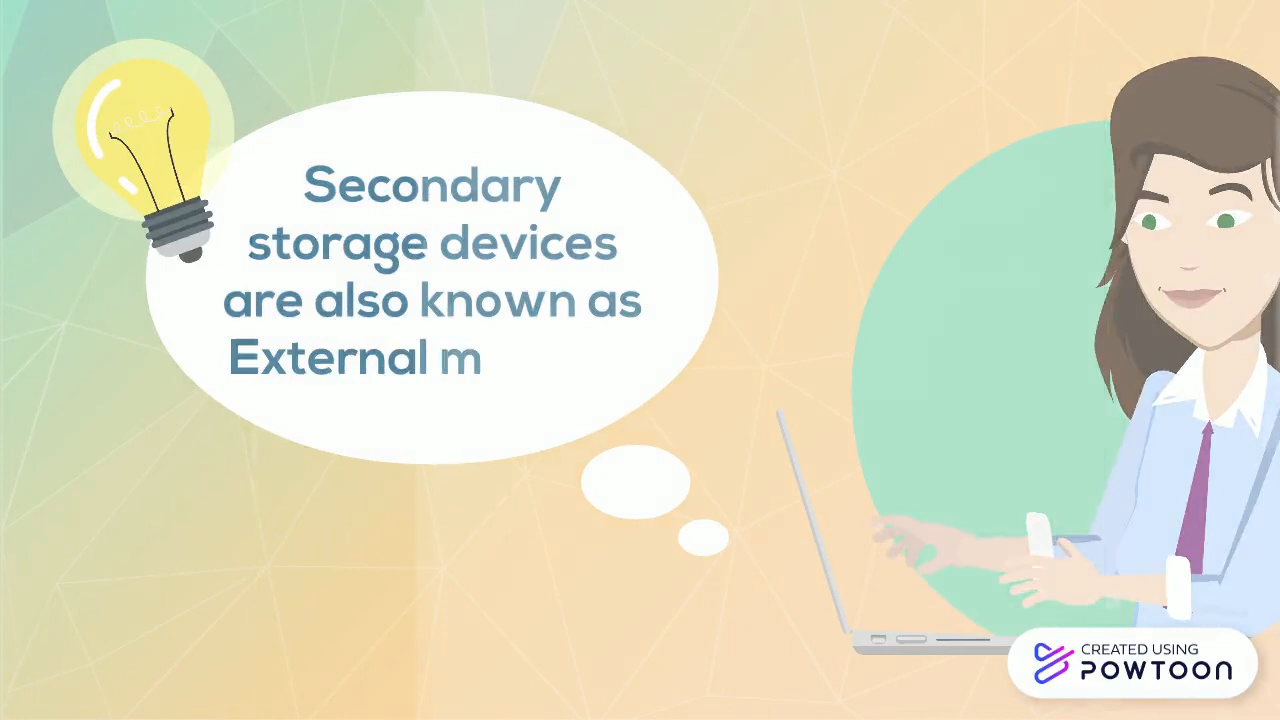 Secondary
storage devices
are also known as
External m
CREATED USING
POWTOON